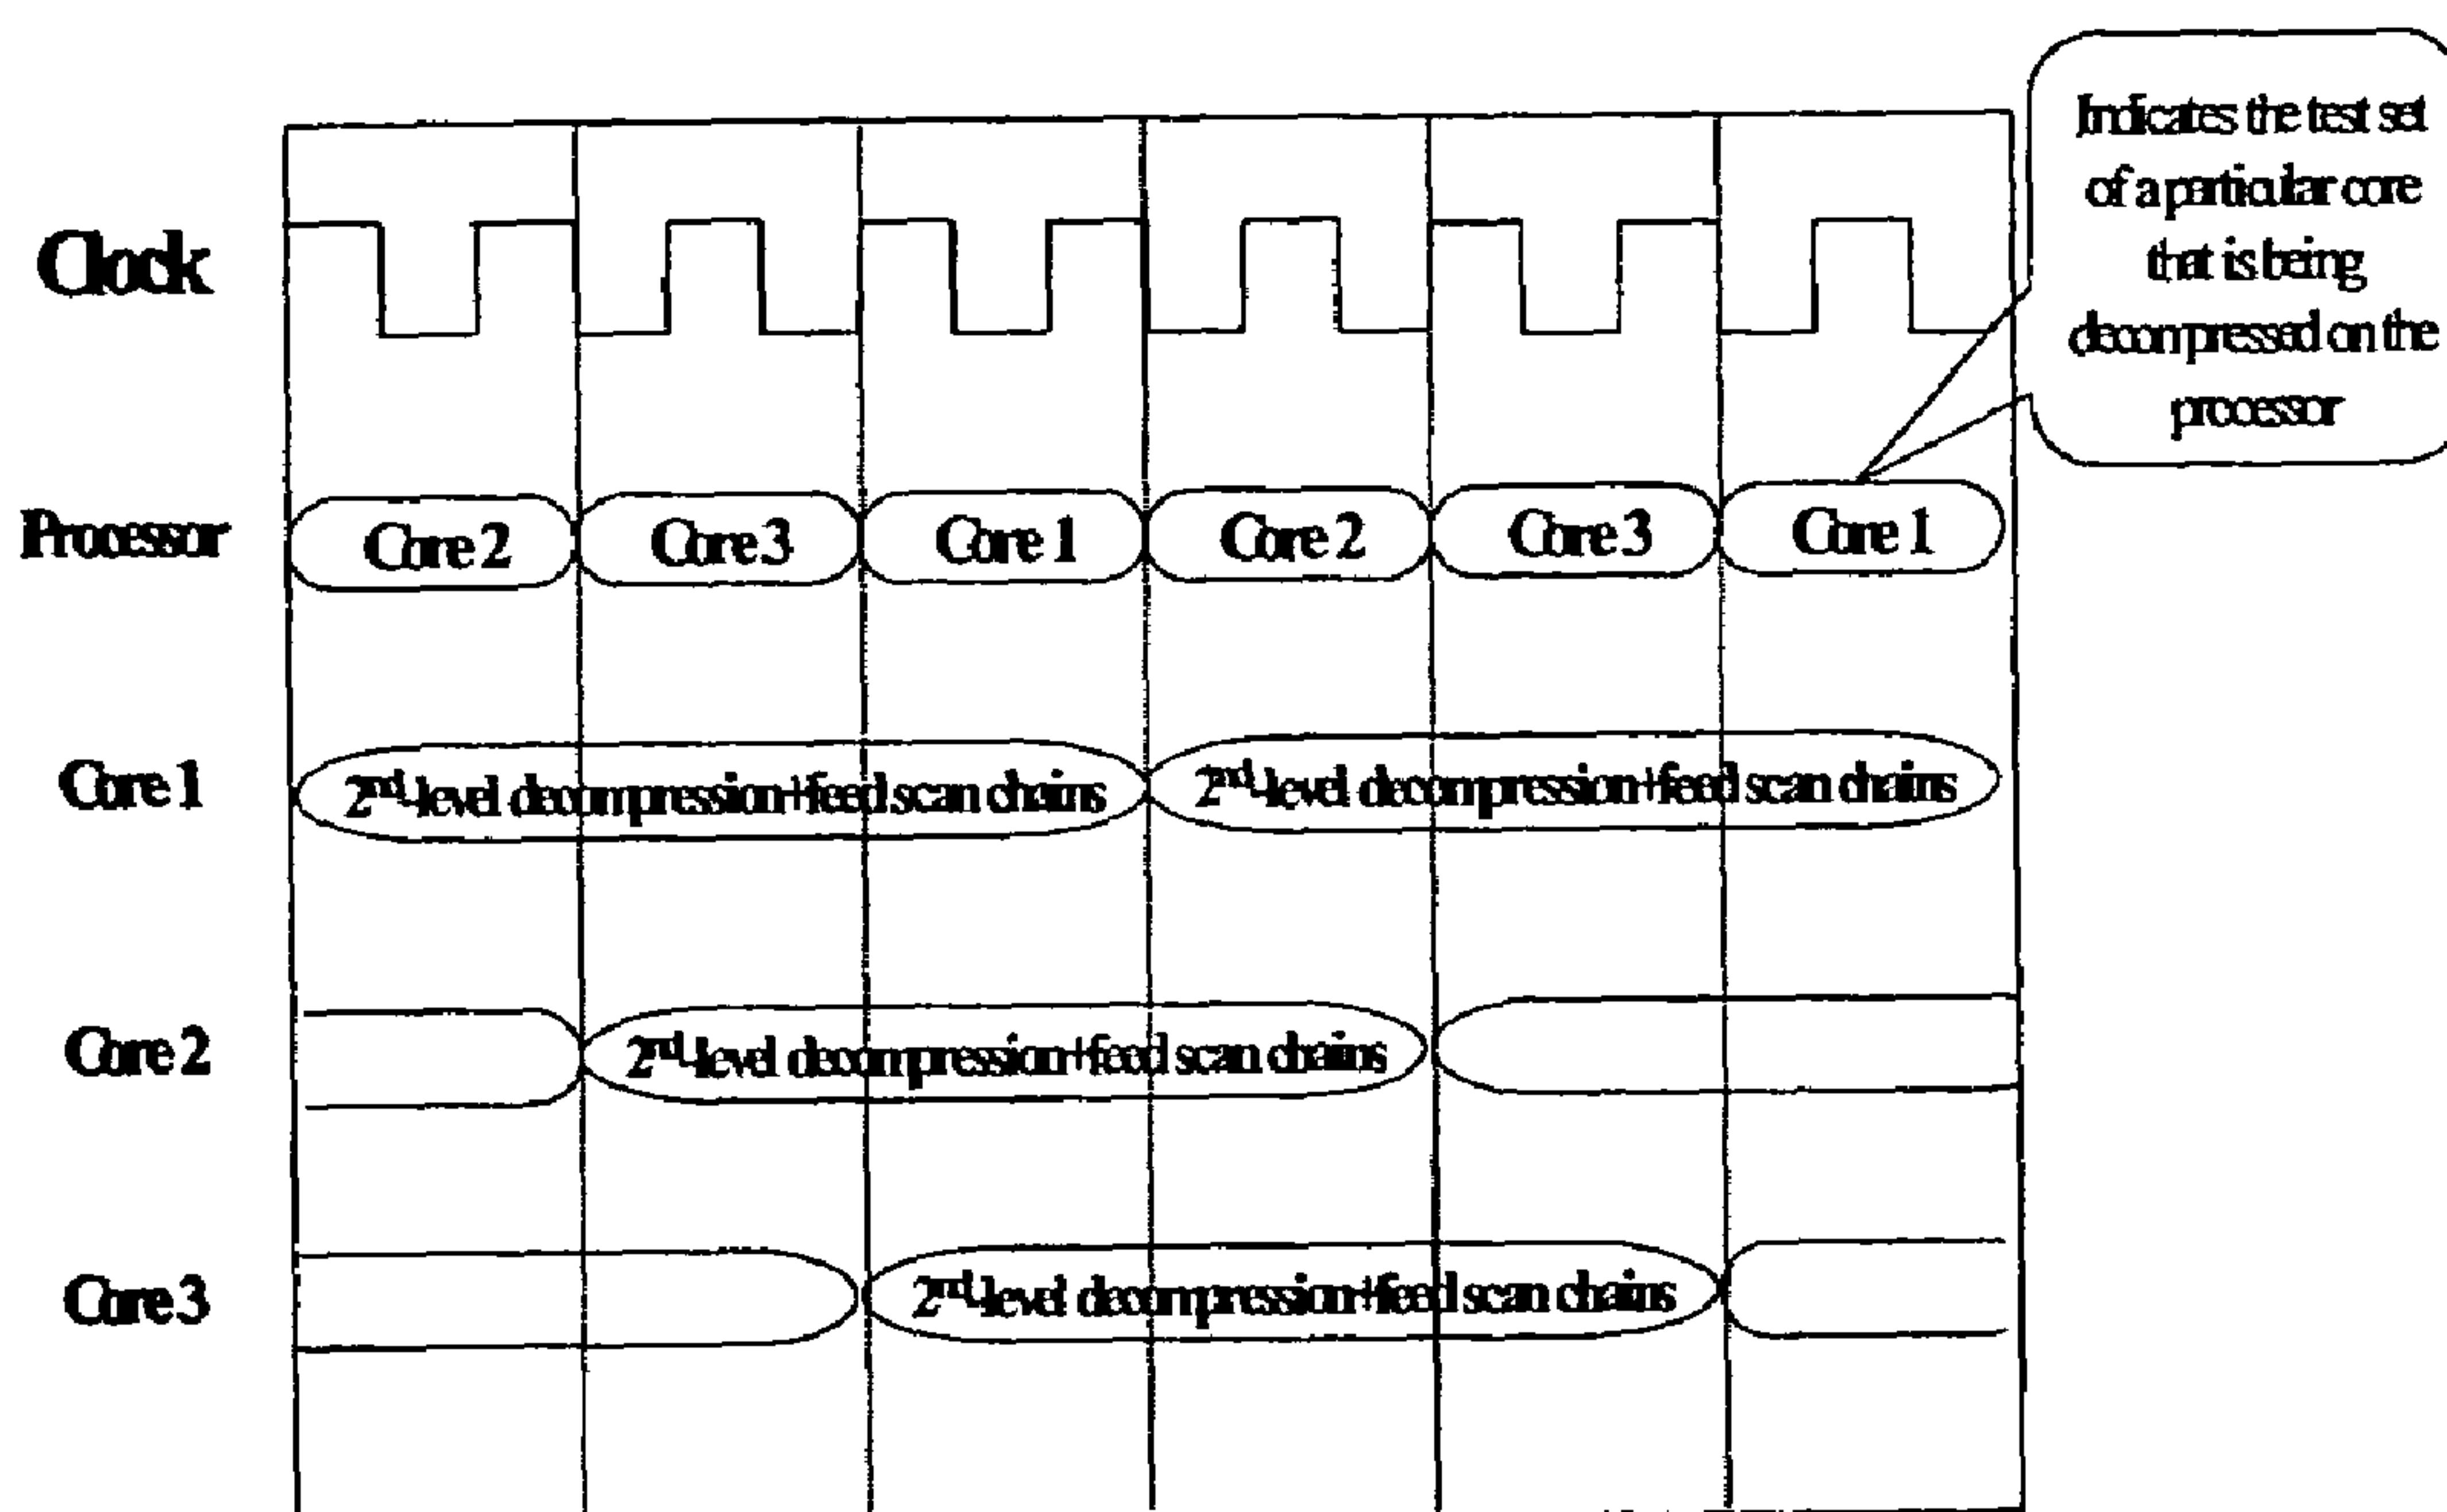 Indicates the test set
of a particular core
that is being
decompressed on the
processor
Clock
Processor
Core 2
Core 3
Core 1
Core 2
Core 3
Core 1
Core 1
2nd-level decompression+feed scan chains
2nd-level decompression+feed scan chains
Core 2
2nd-level decompression+feed scan chains
Core 3
2nd-level decompression+feed scan chains